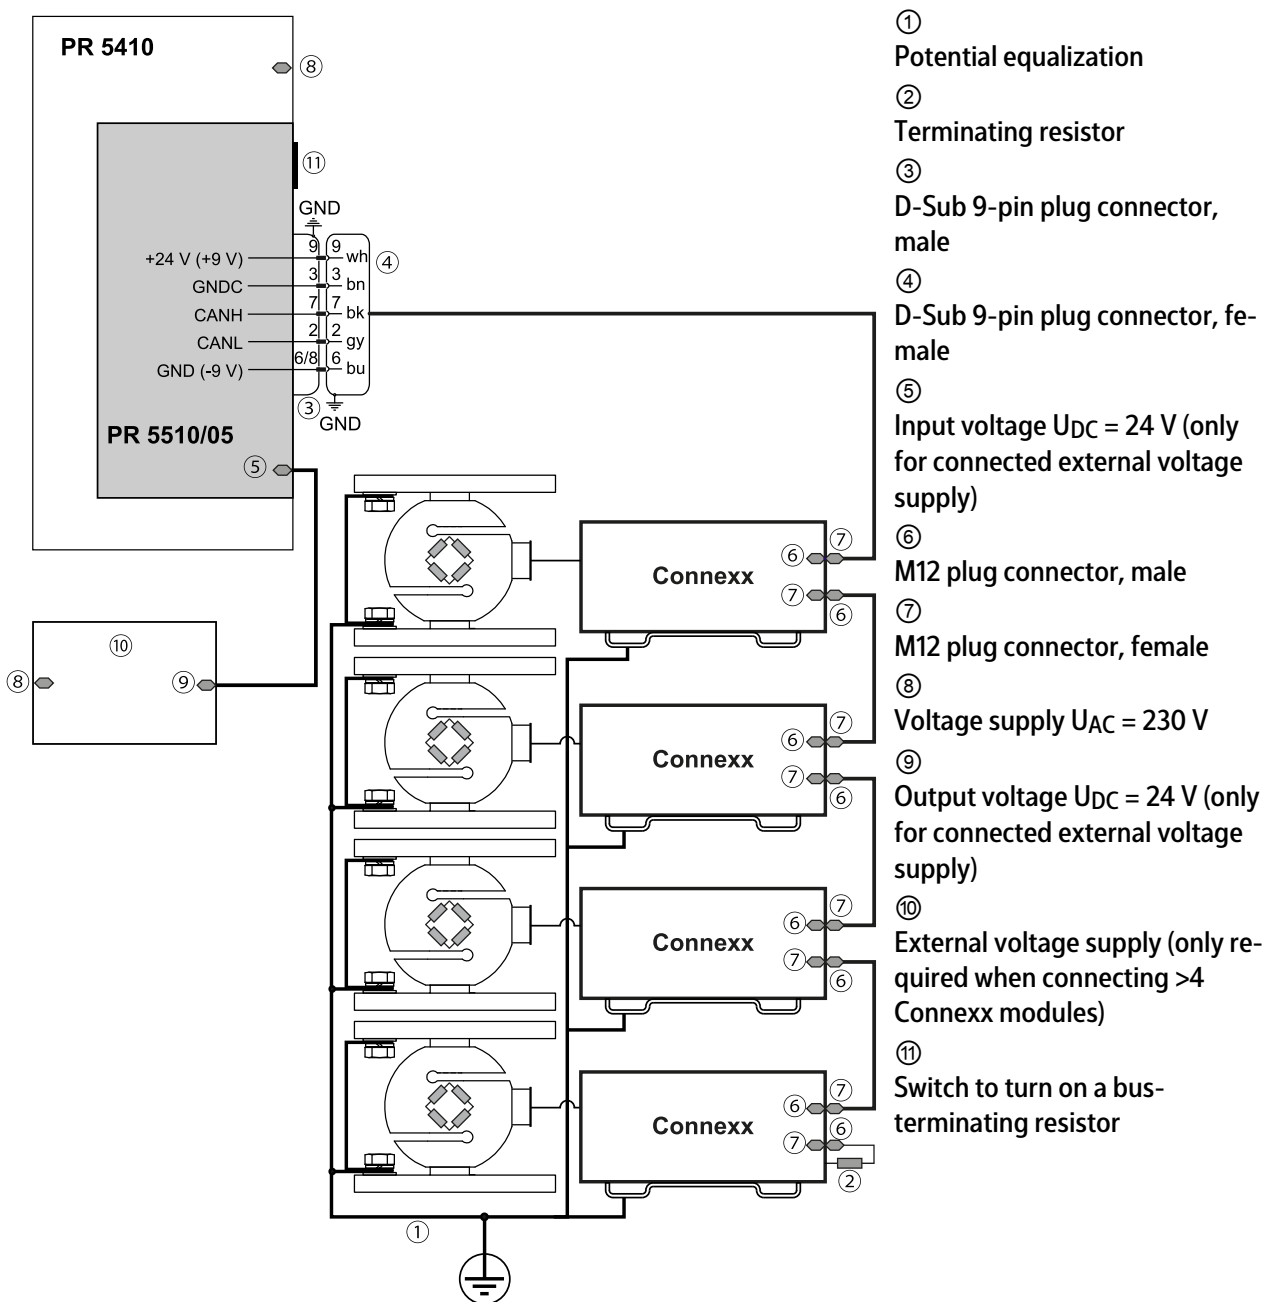 PR 5410
⑧
⑪
GND
+24 V (+9 V) 9 9 wh ④
GNDC 3 3 bn
CANH 7 7 bk
CANL 2 2 gy
GND (-9 V) 6/8 6 bu
③ GND
PR 5510/05
⑤
⑩
⑧ ⑨
Connexx ⑥ ⑦
⑦ ⑥
Connexx ⑥ ⑦
⑦ ⑥
Connexx ⑥ ⑦
⑦ ⑥
Connexx ⑥ ⑦
⑦ ⑥
②
①
①
Potential equalization
②
Terminating resistor
③
D-Sub 9-pin plug connector,
male
④
D-Sub 9-pin plug connector, fe-
male
⑤
Input voltage UDC = 24 V (only
for connected external voltage
supply)
⑥
M12 plug connector, male
⑦
M12 plug connector, female
⑧
Voltage supply UAC = 230 V
⑨
Output voltage UDC = 24 V (only
for connected external voltage
supply)
⑩
External voltage supply (only re-
quired when connecting >4
Connexx modules)
⑪
Switch to turn on a bus-
terminating resistor